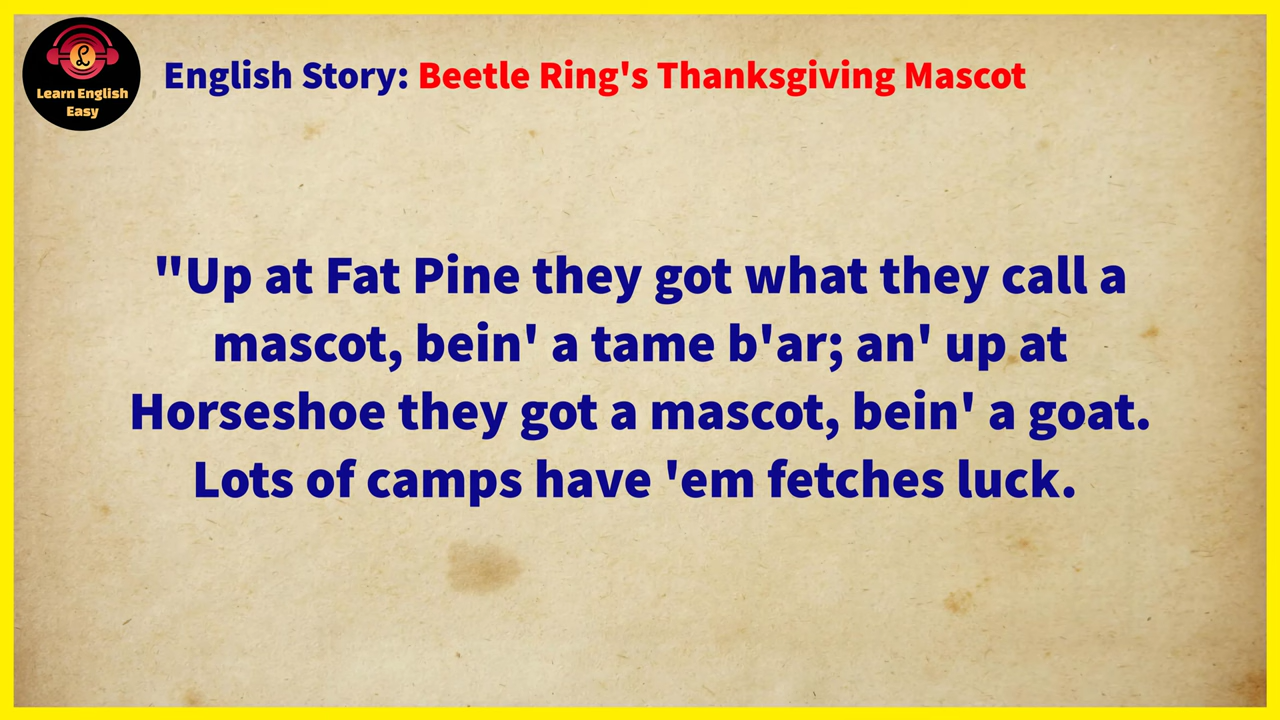 Learn English
Easy
English Story: Beetle Ring's Thanksgiving Mascot
"Up at Fat Pine they got what they call a
mascot, bein' a tame b'ar; an' up at
Horseshoe they got a mascot, bein' a goat.
Lots of camps have 'em fetches luck.